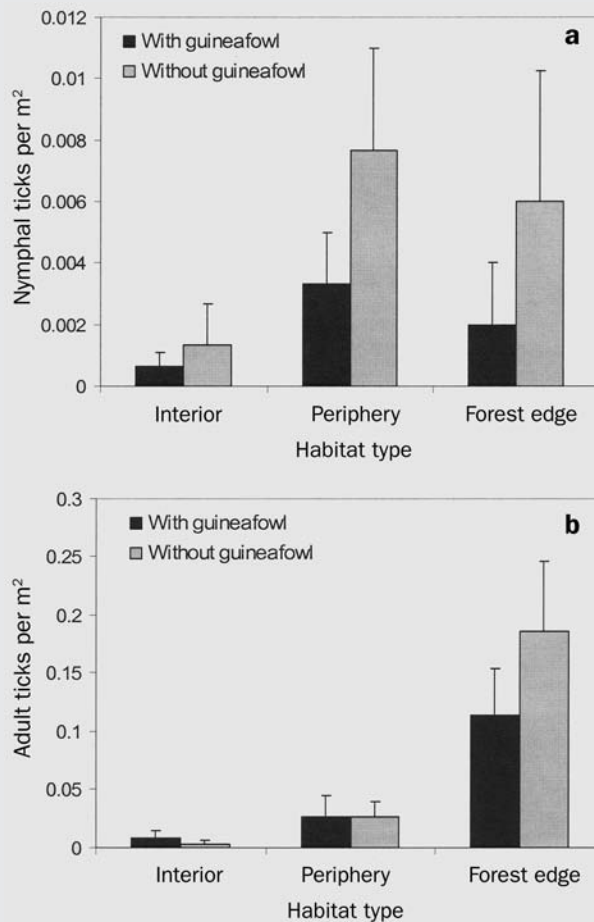 a
With guineafowl
Without guineafowl
Nymphal ticks per m²
0.012
0.01
0.008
0.006
0.004
0.002
0
Interior Periphery Forest edge
Habitat type
b
With guineafowl
Without guineafowl
Adult ticks per m²
0.3
0.25
0.2
0.15
0.1
0.05
0
Interior Periphery Forest edge
Habitat type